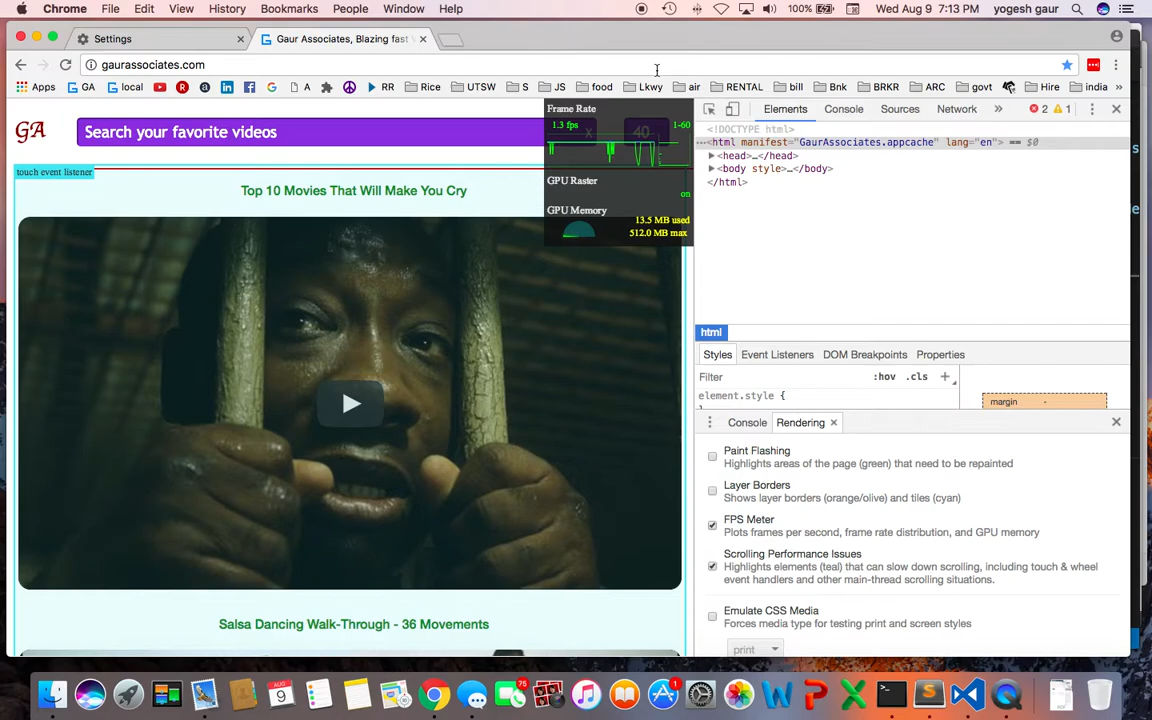 Chrome File Edit View History Bookmarks People Window Help 100% Wed Aug 9 7:13 PM yogesh gaur
Settings Gaur Associates, Blazing fast
gaurassociates.com
Apps GA local A RR Rice UTSW S JS food Lkwy air RENTAL bill Bnk BRKR ARC govt Hire india »
GA Search your favorite videos x 40
Frame Rate
1.3 fps 1-60
GPU Raster
on
GPU Memory
13.5 MB used
512.0 MB max
touch event listener
Top 10 Movies That Will Make You Cry
Salsa Dancing Walk-Through - 36 Movements
Elements Console Sources Network » 2 1
<!DOCTYPE html>
…<html manifest="GaurAssociates.appcache" lang="en"> == $0
<head>…</head>
<body style>…</body>
</html>
html
Styles Event Listeners DOM Breakpoints Properties
Filter :hov .cls +
element.style {
margin -
Console Rendering ×
Paint Flashing
Highlights areas of the page (green) that need to be repainted
Layer Borders
Shows layer borders (orange/olive) and tiles (cyan)
FPS Meter
Plots frames per second, frame rate distribution, and GPU memory
Scrolling Performance Issues
Highlights elements (teal) that can slow down scrolling, including touch & wheel
event handlers and other main-thread scrolling situations.
Emulate CSS Media
Forces media type for testing print and screen styles
print
9 75 1